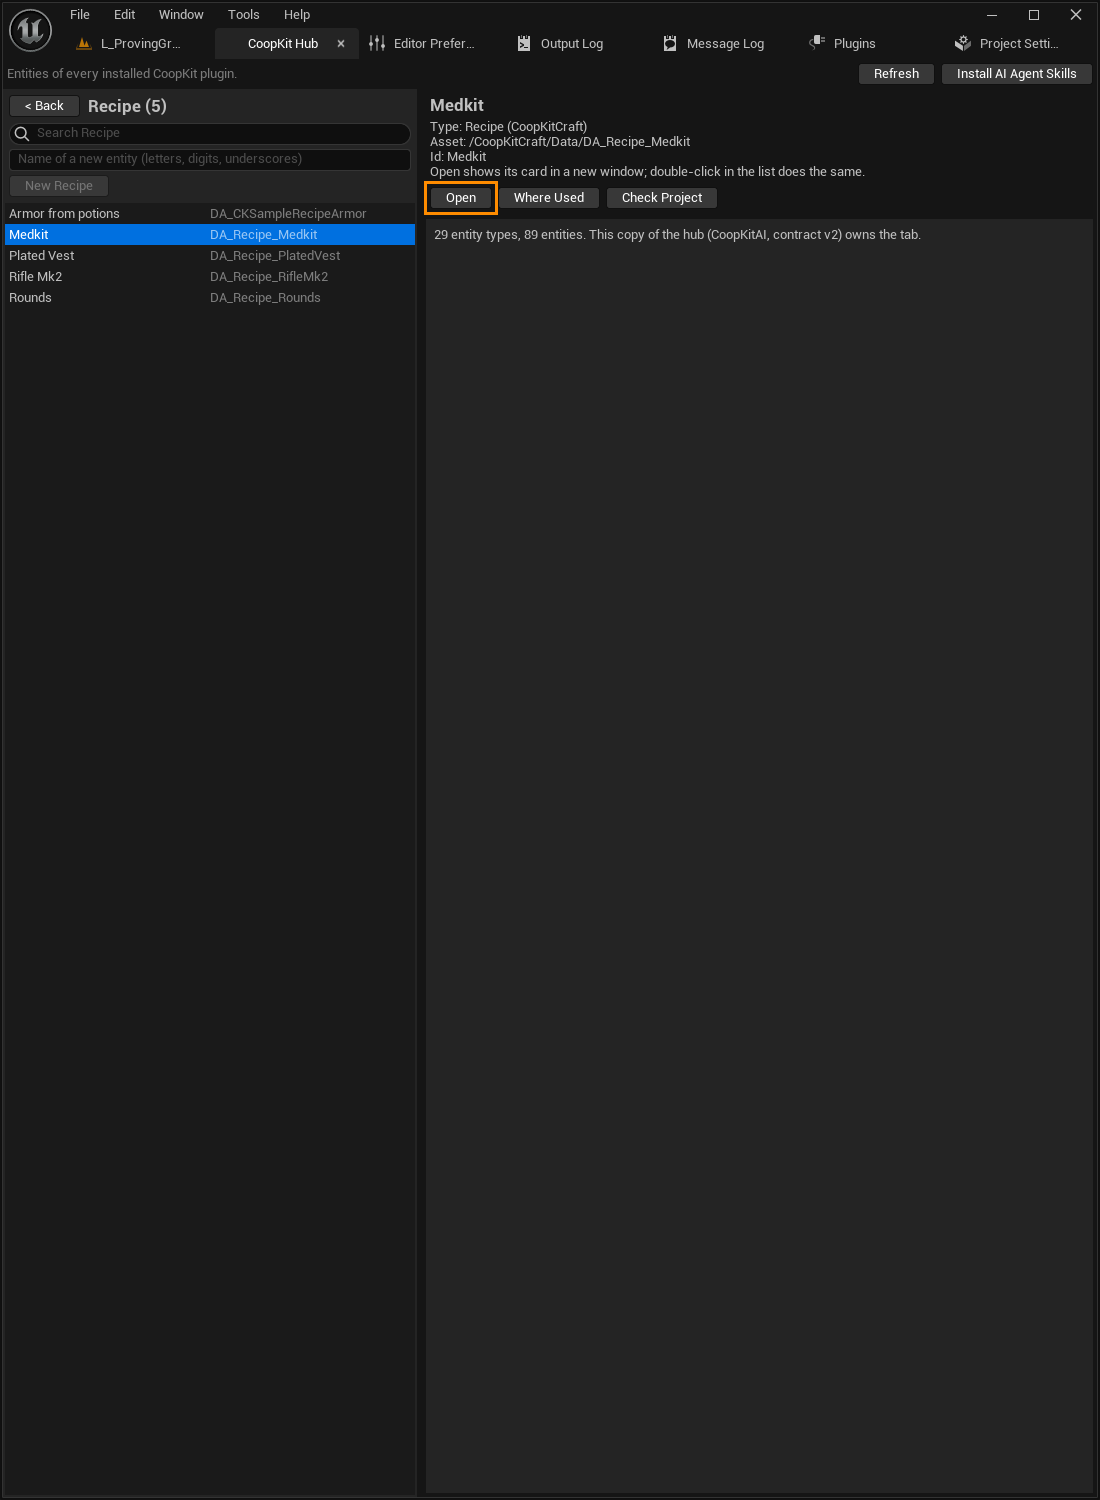 File Edit Window Tools Help
L_ProvingGr... CoopKit Hub × Editor Prefer... Output Log Message Log Plugins Project Setti...
Entities of every installed CoopKit plugin. Refresh Install AI Agent Skills
< Back Recipe (5)
Search Recipe
Name of a new entity (letters, digits, underscores)
New Recipe
Armor from potions DA_CKSampleRecipeArmor
Medkit DA_Recipe_Medkit
Plated Vest DA_Recipe_PlatedVest
Rifle Mk2 DA_Recipe_RifleMk2
Rounds DA_Recipe_Rounds
Medkit
Type: Recipe (CoopKitCraft)
Asset: /CoopKitCraft/Data/DA_Recipe_Medkit
Id: Medkit
Open shows its card in a new window; double-click in the list does the same.
Open Where Used Check Project
29 entity types, 89 entities. This copy of the hub (CoopKitAI, contract v2) owns the tab.